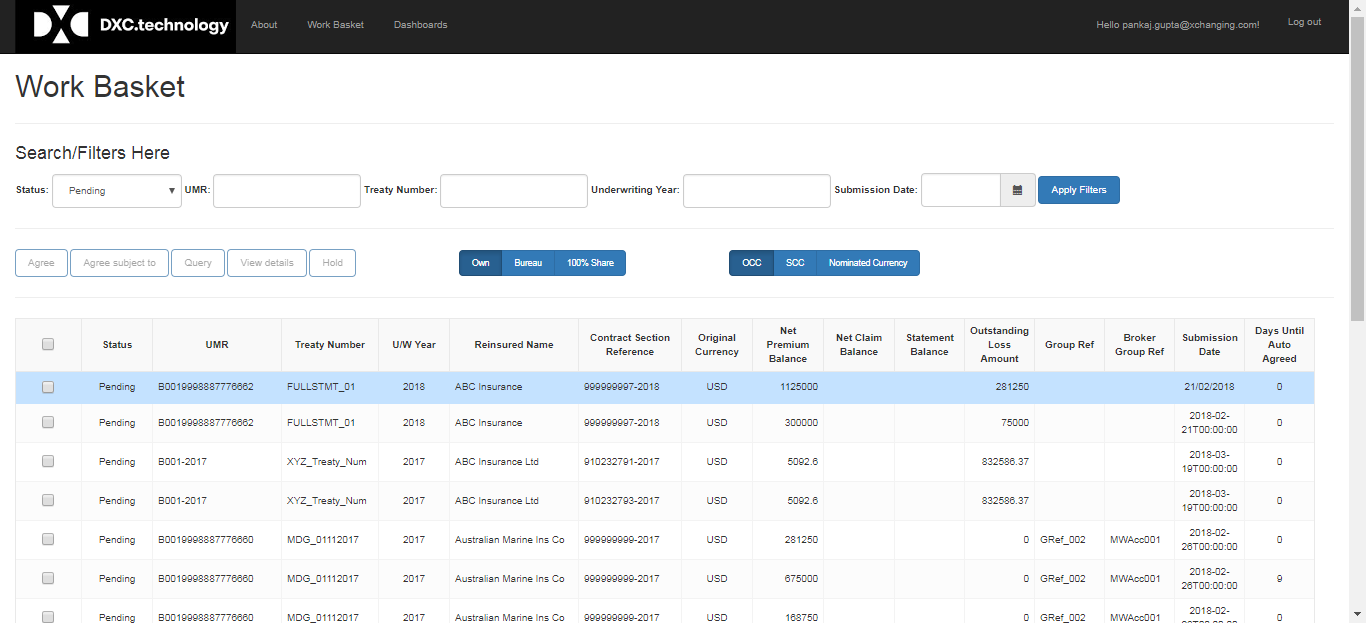 DXC.technology About Work Basket Dashboards Hello pankaj.gupta@xchanging.com! Log out
Work Basket
Search/Filters Here
Status: Pending UMR: Treaty Number: Underwriting Year: Submission Date: Apply Filters
Agree Agree subject to Query View details Hold Own Bureau 100% Share OCC SCC Nominated Currency
Status UMR Treaty Number U/W Year Reinsured Name Contract Section Reference Original Currency Net Premium Balance Net Claim Balance Statement Balance Outstanding Loss Amount Group Ref Broker Group Ref Submission Date Days Until Auto Agreed
Pending B0019998887776662 FULLSTMT_01 2018 ABC Insurance 999999997-2018 USD 1125000 281250 21/02/2018 0
Pending B0019998887776662 FULLSTMT_01 2018 ABC Insurance 999999997-2018 USD 300000 75000 2018-02-21T00:00:00 0
Pending B001-2017 XYZ_Treaty_Num 2017 ABC Insurance Ltd 910232791-2017 USD 5092.6 832586.37 2018-03-19T00:00:00 0
Pending B001-2017 XYZ_Treaty_Num 2017 ABC Insurance Ltd 910232793-2017 USD 5092.6 832586.37 2018-03-19T00:00:00 0
Pending B0019998887776660 MDG_01112017 2017 Australian Marine Ins Co 999999999-2017 USD 281250 0 GRef_002 MWAcc001 2018-02-26T00:00:00 0
Pending B0019998887776660 MDG_01112017 2017 Australian Marine Ins Co 999999999-2017 USD 675000 0 GRef_002 MWAcc001 2018-02-26T00:00:00 9
Pending B0019998887776660 MDG_01112017 2017 Australian Marine Ins Co 999999999-2017 USD 168750 0 GRef_002 MWAcc001 2018-02- 0